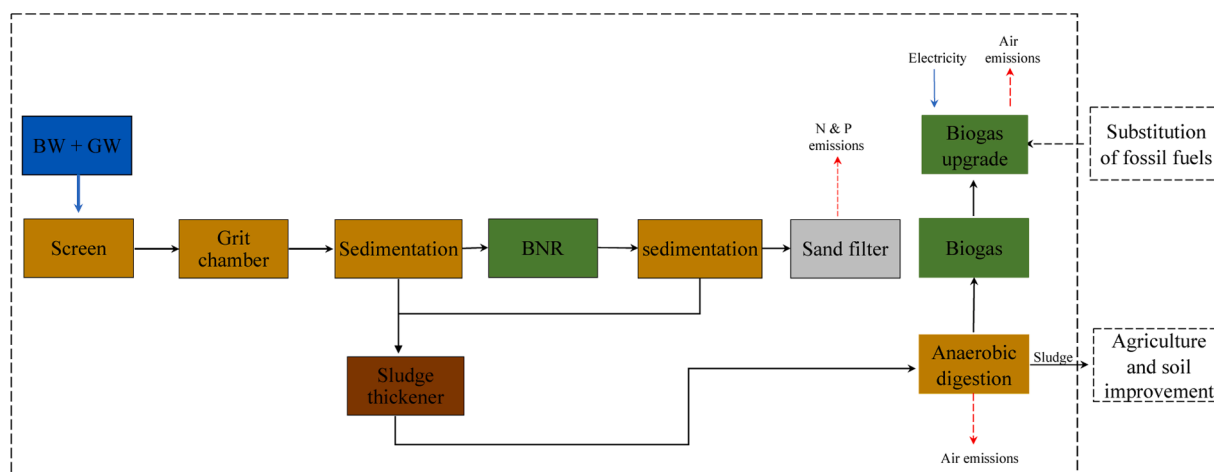 Electricity
Air
emissions
BW + GW
N & P
emissions
Biogas
upgrade
Substitution
of fossil fuels
Screen
Grit
chamber
Sedimentation
BNR
sedimentation
Sand filter
Biogas
Sludge
thickener
Anaerobic
digestion
Sludge
Agriculture
and soil
improvement
Air emissions